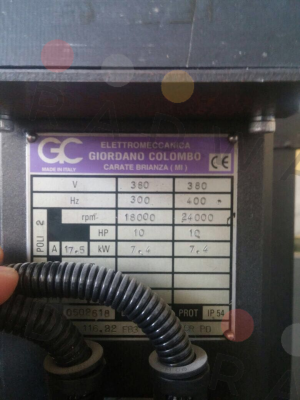 GC
MADE IN ITALY
ELETTROMECCANICA
GIORDANO COLOMBO
CARATE BRIANZA (MI)
CE
V 380 380
Hz 300 400
rpm 18000 24000
POLI 2
HP 10 10
A 17,5 kW 7,4 7,4
PROT IP 54